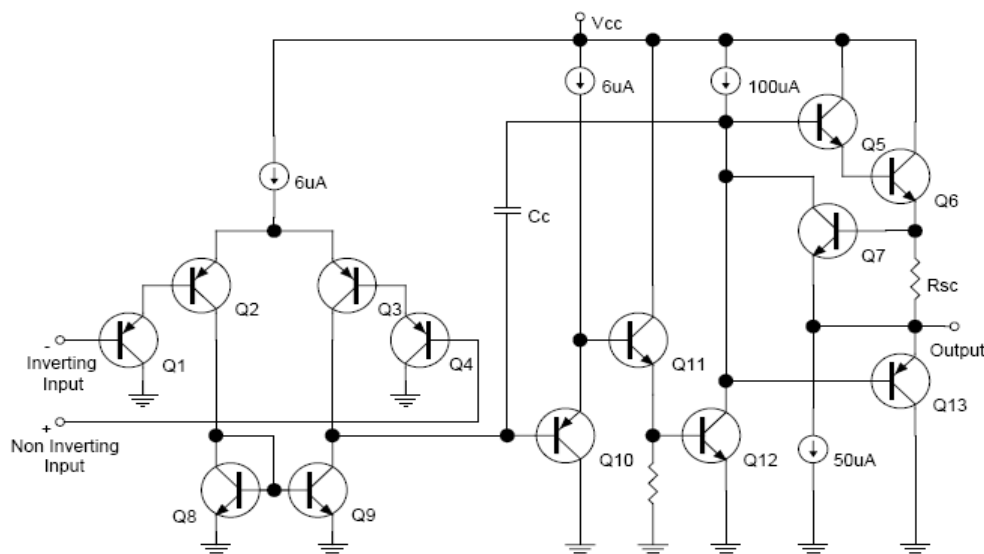 Vcc
6uA
100uA
Q5
6uA
Q6
Cc
Q7
Q2
Q3
Rsc
-
Inverting
Input
Q1
Q4
Q11
Output
+
Non Inverting
Input
Q13
Q10
Q12
50uA
Q8
Q9